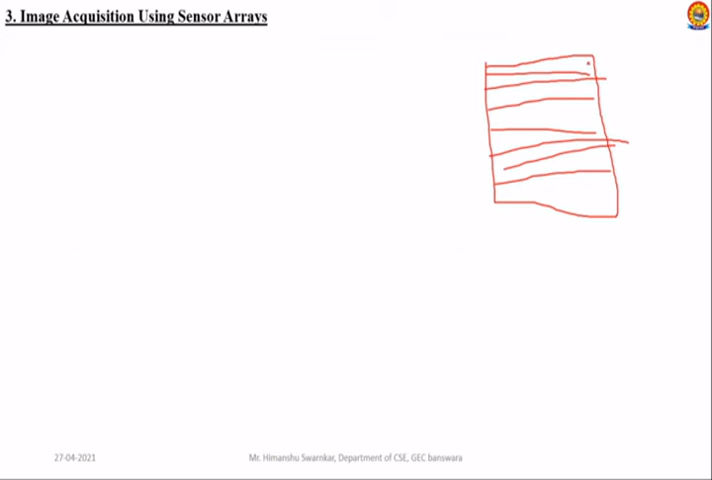 3. Image Acquisition Using Sensor Arrays
27-04-2021
Mr. Himanshu Swarnkar, Department of CSE, GEC banswara